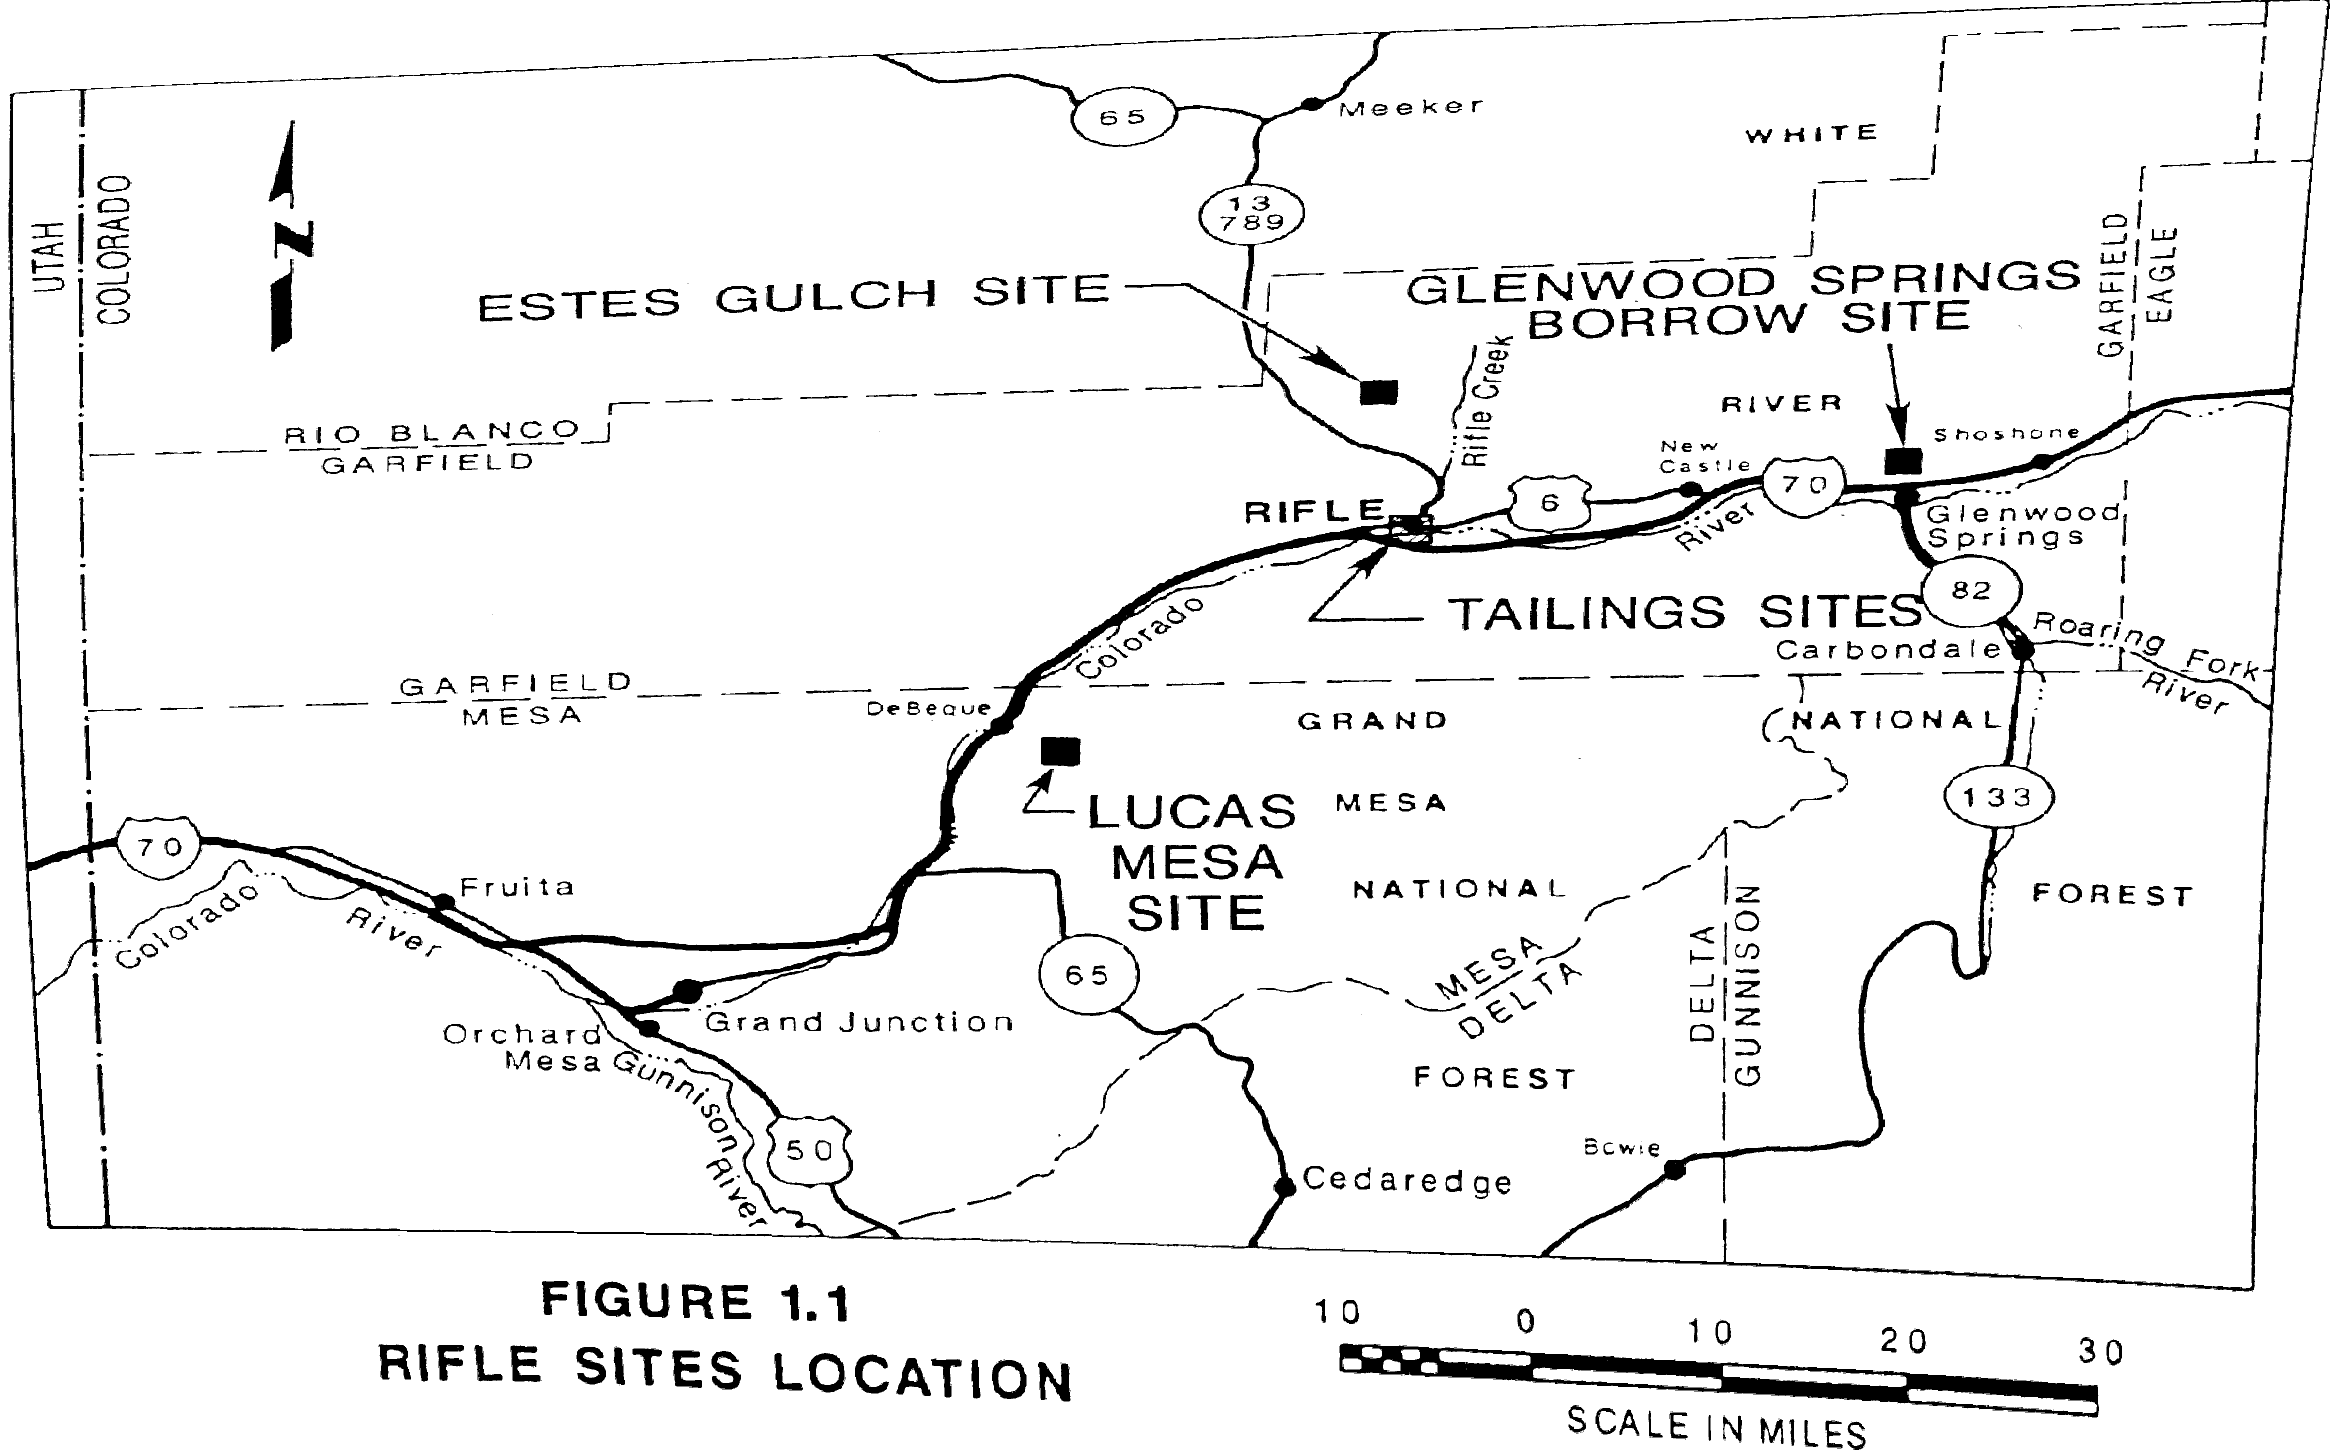 65
Meeker
WHITE
13
789
UTAH
COLORADO
N
GARFIELD
EAGLE
ESTES GULCH SITE
GLENWOOD SPRINGS
BORROW SITE
Rifle Creek
RIVER
RIO BLANCO
GARFIELD
New
Castle
Shoshone
RIFLE
6
70
River
Glenwood
Springs
82
TAILINGS SITES
Colorado
Carbondale
Roaring Fork
River
GARFIELD
MESA
DeBeque
GRAND
NATIONAL
LUCAS
MESA
SITE
MESA
133
70
Fruita
NATIONAL
FOREST
Colorado
River
65
MESA
DELTA
DELTA
GUNNISON
Grand Junction
Orchard
Mesa
Gunnison
River
50
FOREST
Bowie
Cedaredge
FIGURE 1.1
RIFLE SITES LOCATION
10 0 10 20 30
SCALE IN MILES